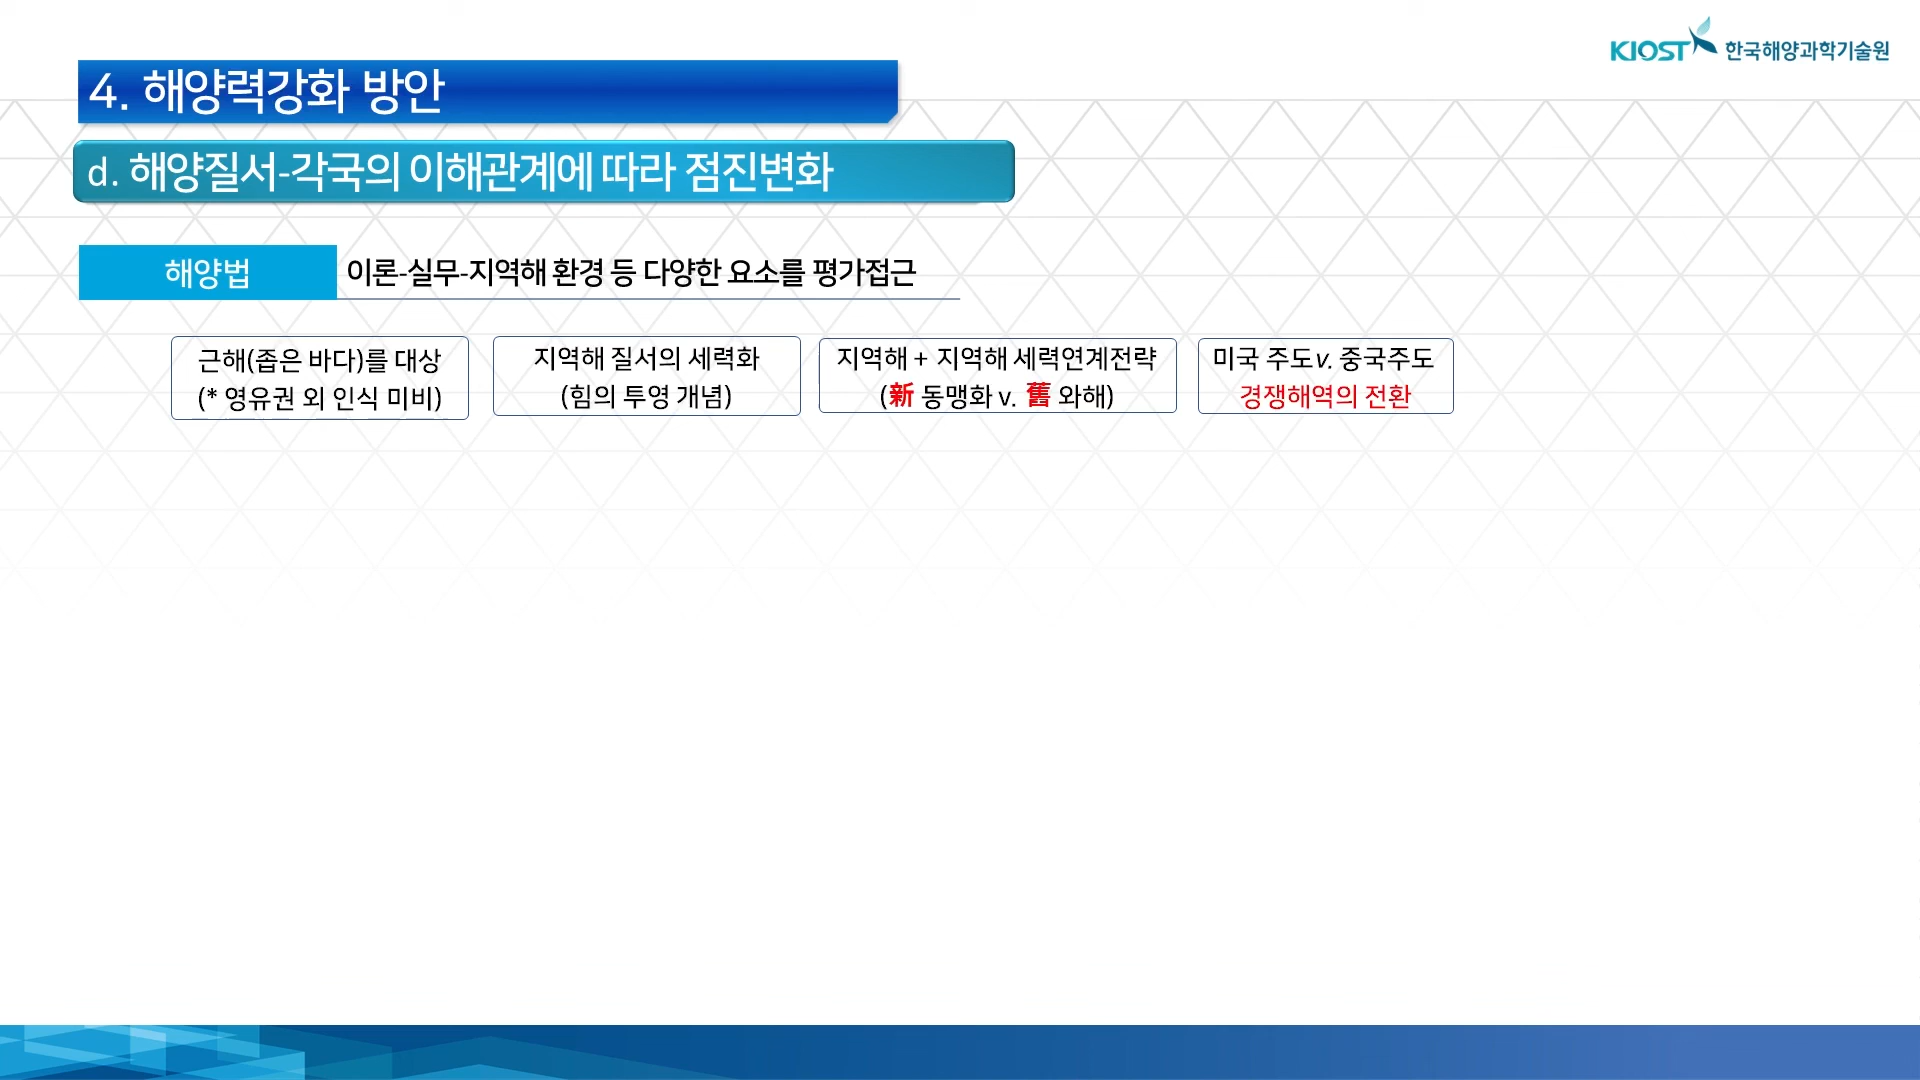 KIOST 한국해양과학기술원
4. 해양력강화 방안
d. 해양질서-각국의 이해관계에 따라 점진변화
해양법 이론-실무-지역해 환경 등 다양한 요소를 평가접근
근해(좁은 바다)를 대상
(* 영유권 외 인식 미비)
지역해 질서의 세력화
(힘의 투영 개념)
지역해 + 지역해 세력연계전략
(新 동맹화 v. 舊 와해)
미국 주도 v. 중국주도
경쟁해역의 전환